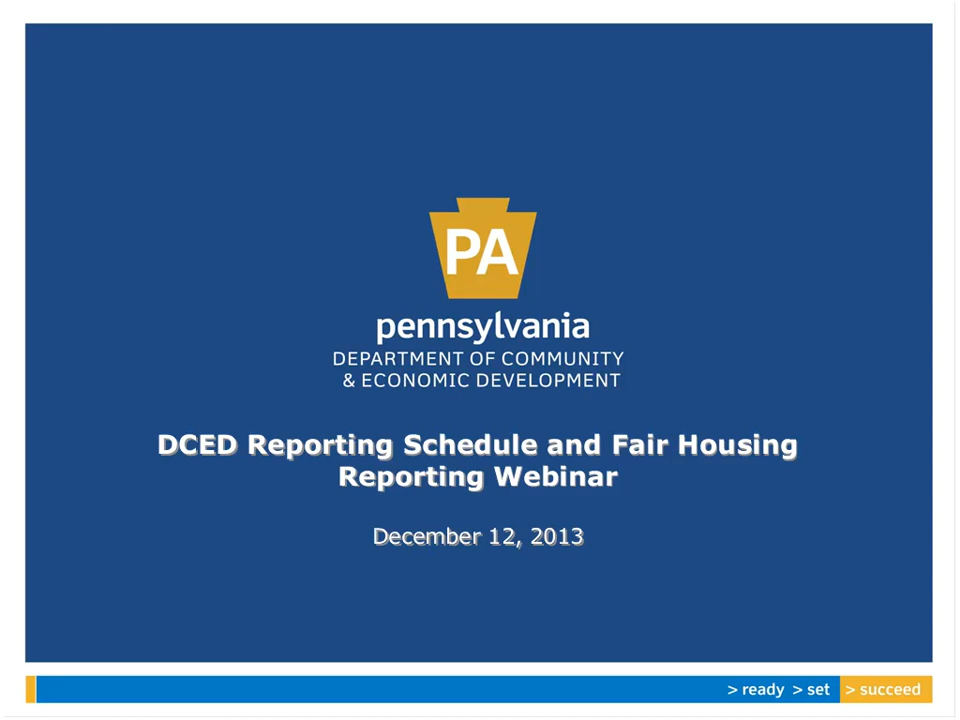 PA
pennsylvania
DEPARTMENT OF COMMUNITY
& ECONOMIC DEVELOPMENT
DCED Reporting Schedule and Fair Housing
Reporting Webinar
December 12, 2013
> ready > set > succeed